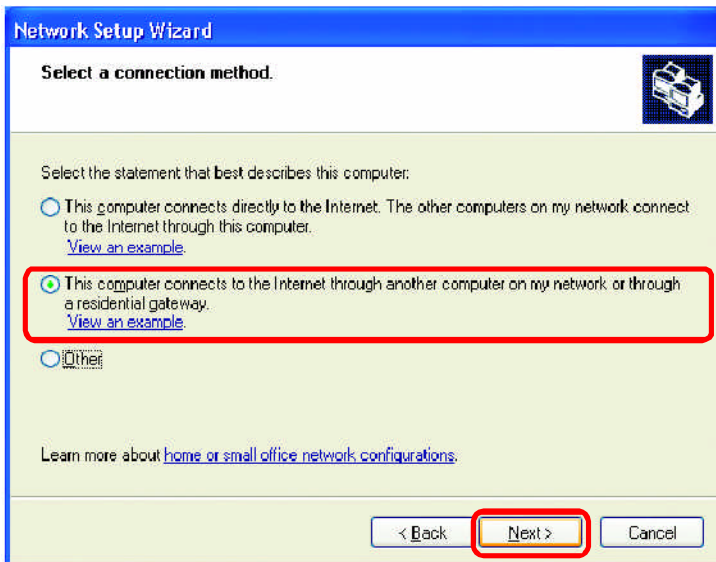 Network Setup Wizard
Select a connection method.
Select the statement that best describes this computer:
This computer connects directly to the Internet. The other computers on my network connect
to the Internet through this computer.
View an example.
This computer connects to the Internet through another computer on my network or through
a residential gateway.
View an example.
Other
Learn more about home or small office network configurations.
< Back Next > Cancel